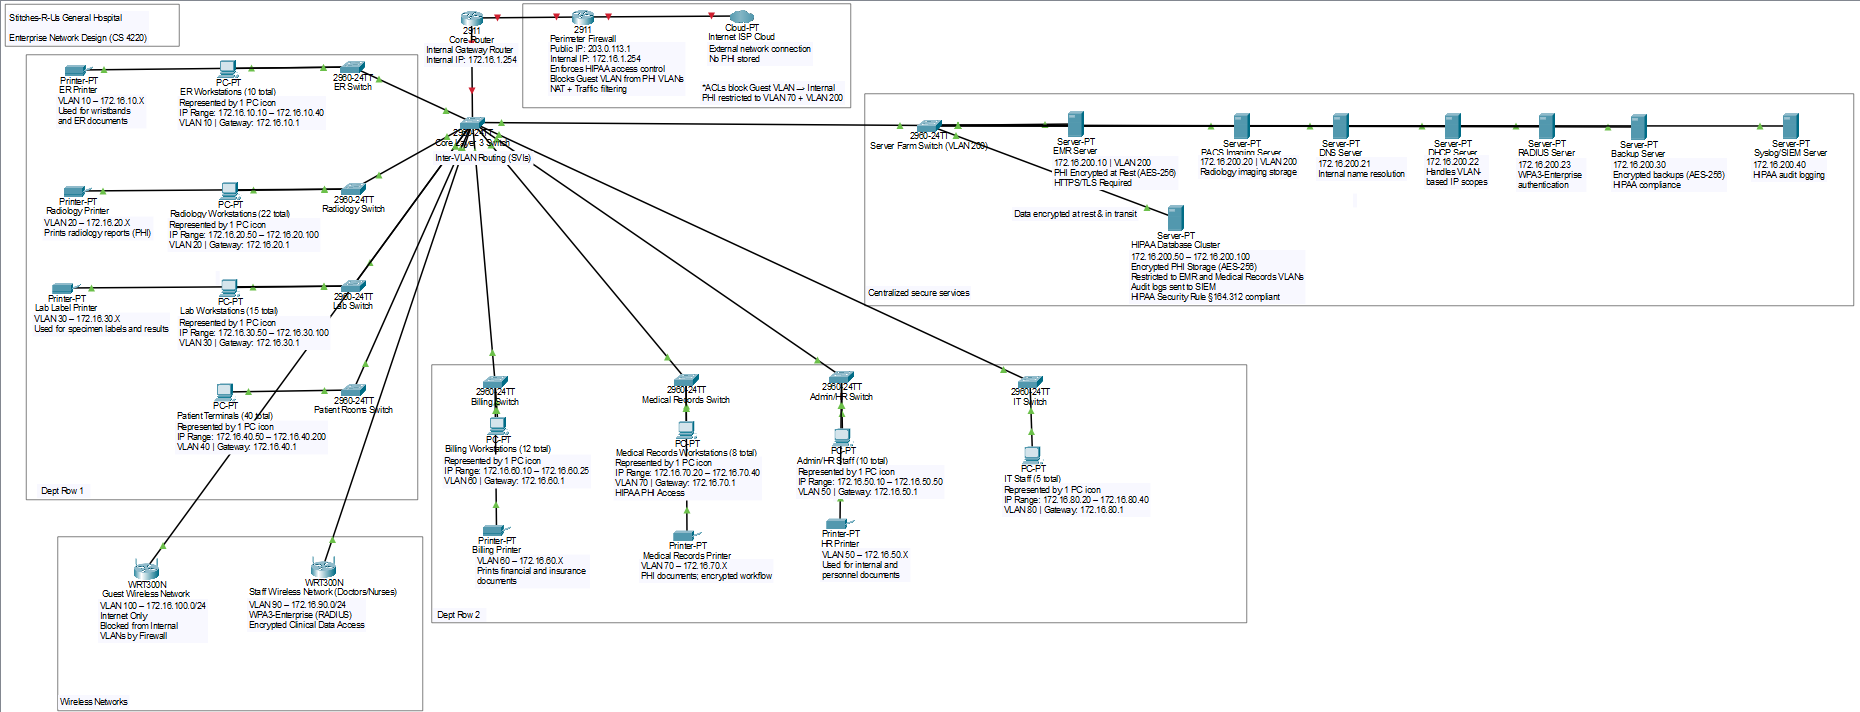 Stitches-R-Us General Hospital
Enterprise Network Design (CS 4220)
2911
Core Router
Internal Gateway Router
Internal IP: 172.16.1.254
2911
Perimeter Firewall
Public IP: 203.0.113.1
Internal IP: 172.16.1.254
Enforces HIPAA access control
Blocks Guest VLAN from PHI VLANs
NAT + Traffic filtering
Cloud-PT
Internet ISP Cloud
External network connection
No PHI stored
*ACLs block Guest VLAN → Internal
PHI restricted to VLAN 70 + VLAN 200
Printer-PT
ER Printer
VLAN 10 – 172.16.10.X
Used for wristbands
and ER documents
PC-PT
ER Workstations (10 total)
Represented by 1 PC icon
IP Range: 172.16.10.10 – 172.16.10.40
VLAN 10 | Gateway: 172.16.10.1
2960-24TT
ER Switch
2960-24TT
Core Layer 3 Switch
Inter-VLAN Routing (SVIs)
Printer-PT
Radiology Printer
VLAN 20 – 172.16.20.X
Prints radiology reports (PHI)
PC-PT
Radiology Workstations (22 total)
Represented by 1 PC icon
IP Range: 172.16.20.50 – 172.16.20.100
VLAN 20 | Gateway: 172.16.20.1
2960-24TT
Radiology Switch
Printer-PT
Lab Label Printer
VLAN 30 – 172.16.30.X
Used for specimen labels and results
PC-PT
Lab Workstations (15 total)
Represented by 1 PC icon
IP Range: 172.16.30.50 – 172.16.30.100
VLAN 30 | Gateway: 172.16.30.1
2960-24TT
Lab Switch
PC-PT
Patient Terminals (40 total)
Represented by 1 PC icon
IP Range: 172.16.40.50 – 172.16.40.200
VLAN 40 | Gateway: 172.16.40.1
2960-24TT
Patient Rooms Switch
Dept Row 1
2960-24TT
Server Farm Switch (VLAN 200)
Server-PT
EMR Server
172.16.200.10 | VLAN 200
PHI Encrypted at Rest (AES-256)
HTTPS/TLS Required
Server-PT
PACS Imaging Server
172.16.200.20 | VLAN 200
Radiology imaging storage
Server-PT
DNS Server
172.16.200.21
Internal name resolution
Server-PT
DHCP Server
172.16.200.22
Handles VLAN-
based IP scopes
Server-PT
RADIUS Server
172.16.200.23
WPA3-Enterprise
authentication
Server-PT
Backup Server
172.16.200.30
Encrypted backups (AES-256)
HIPAA compliance
Server-PT
Syslog/SIEM Server
172.16.200.40
HIPAA audit logging
Data encrypted at rest & in transit
Server-PT
HIPAA Database Cluster
172.16.200.50 – 172.16.200.100
Encrypted PHI Storage (AES-256)
Restricted to EMR and Medical Records VLANs
Audit logs sent to SIEM
HIPAA Security Rule §164.312 compliant
Centralized secure services
2960-24TT
Billing Switch
PC-PT
Billing Workstations (12 total)
Represented by 1 PC icon
IP Range: 172.16.60.10 – 172.16.60.25
VLAN 60 | Gateway: 172.16.60.1
Printer-PT
Billing Printer
VLAN 60 – 172.16.60.X
Prints financial and insurance
documents
2960-24TT
Medical Records Switch
PC-PT
Medical Records Workstations (8 total)
Represented by 1 PC icon
IP Range: 172.16.70.20 – 172.16.70.40
VLAN 70 | Gateway: 172.16.70.1
HIPAA PHI Access
Printer-PT
Medical Records Printer
VLAN 70 – 172.16.70.X
PHI documents; encrypted workflow
2960-24TT
Admin/HR Switch
PC-PT
Admin/HR Staff (10 total)
Represented by 1 PC icon
IP Range: 172.16.50.10 – 172.16.50.50
VLAN 50 | Gateway: 172.16.50.1
Printer-PT
HR Printer
VLAN 50 – 172.16.50.X
Used for internal and
personnel documents
2960-24TT
IT Switch
PC-PT
IT Staff (5 total)
Represented by 1 PC icon
IP Range: 172.16.80.20 – 172.16.80.40
VLAN 80 | Gateway: 172.16.80.1
Dept Row 2
WRT300N
Guest Wireless Network
VLAN 100 – 172.16.100.0/24
Internet Only
Blocked from Internal
VLANs by Firewall
WRT300N
Staff Wireless Network (Doctors/Nurses)
VLAN 90 – 172.16.90.0/24
WPA3-Enterprise (RADIUS)
Encrypted Clinical Data Access
Wireless Networks